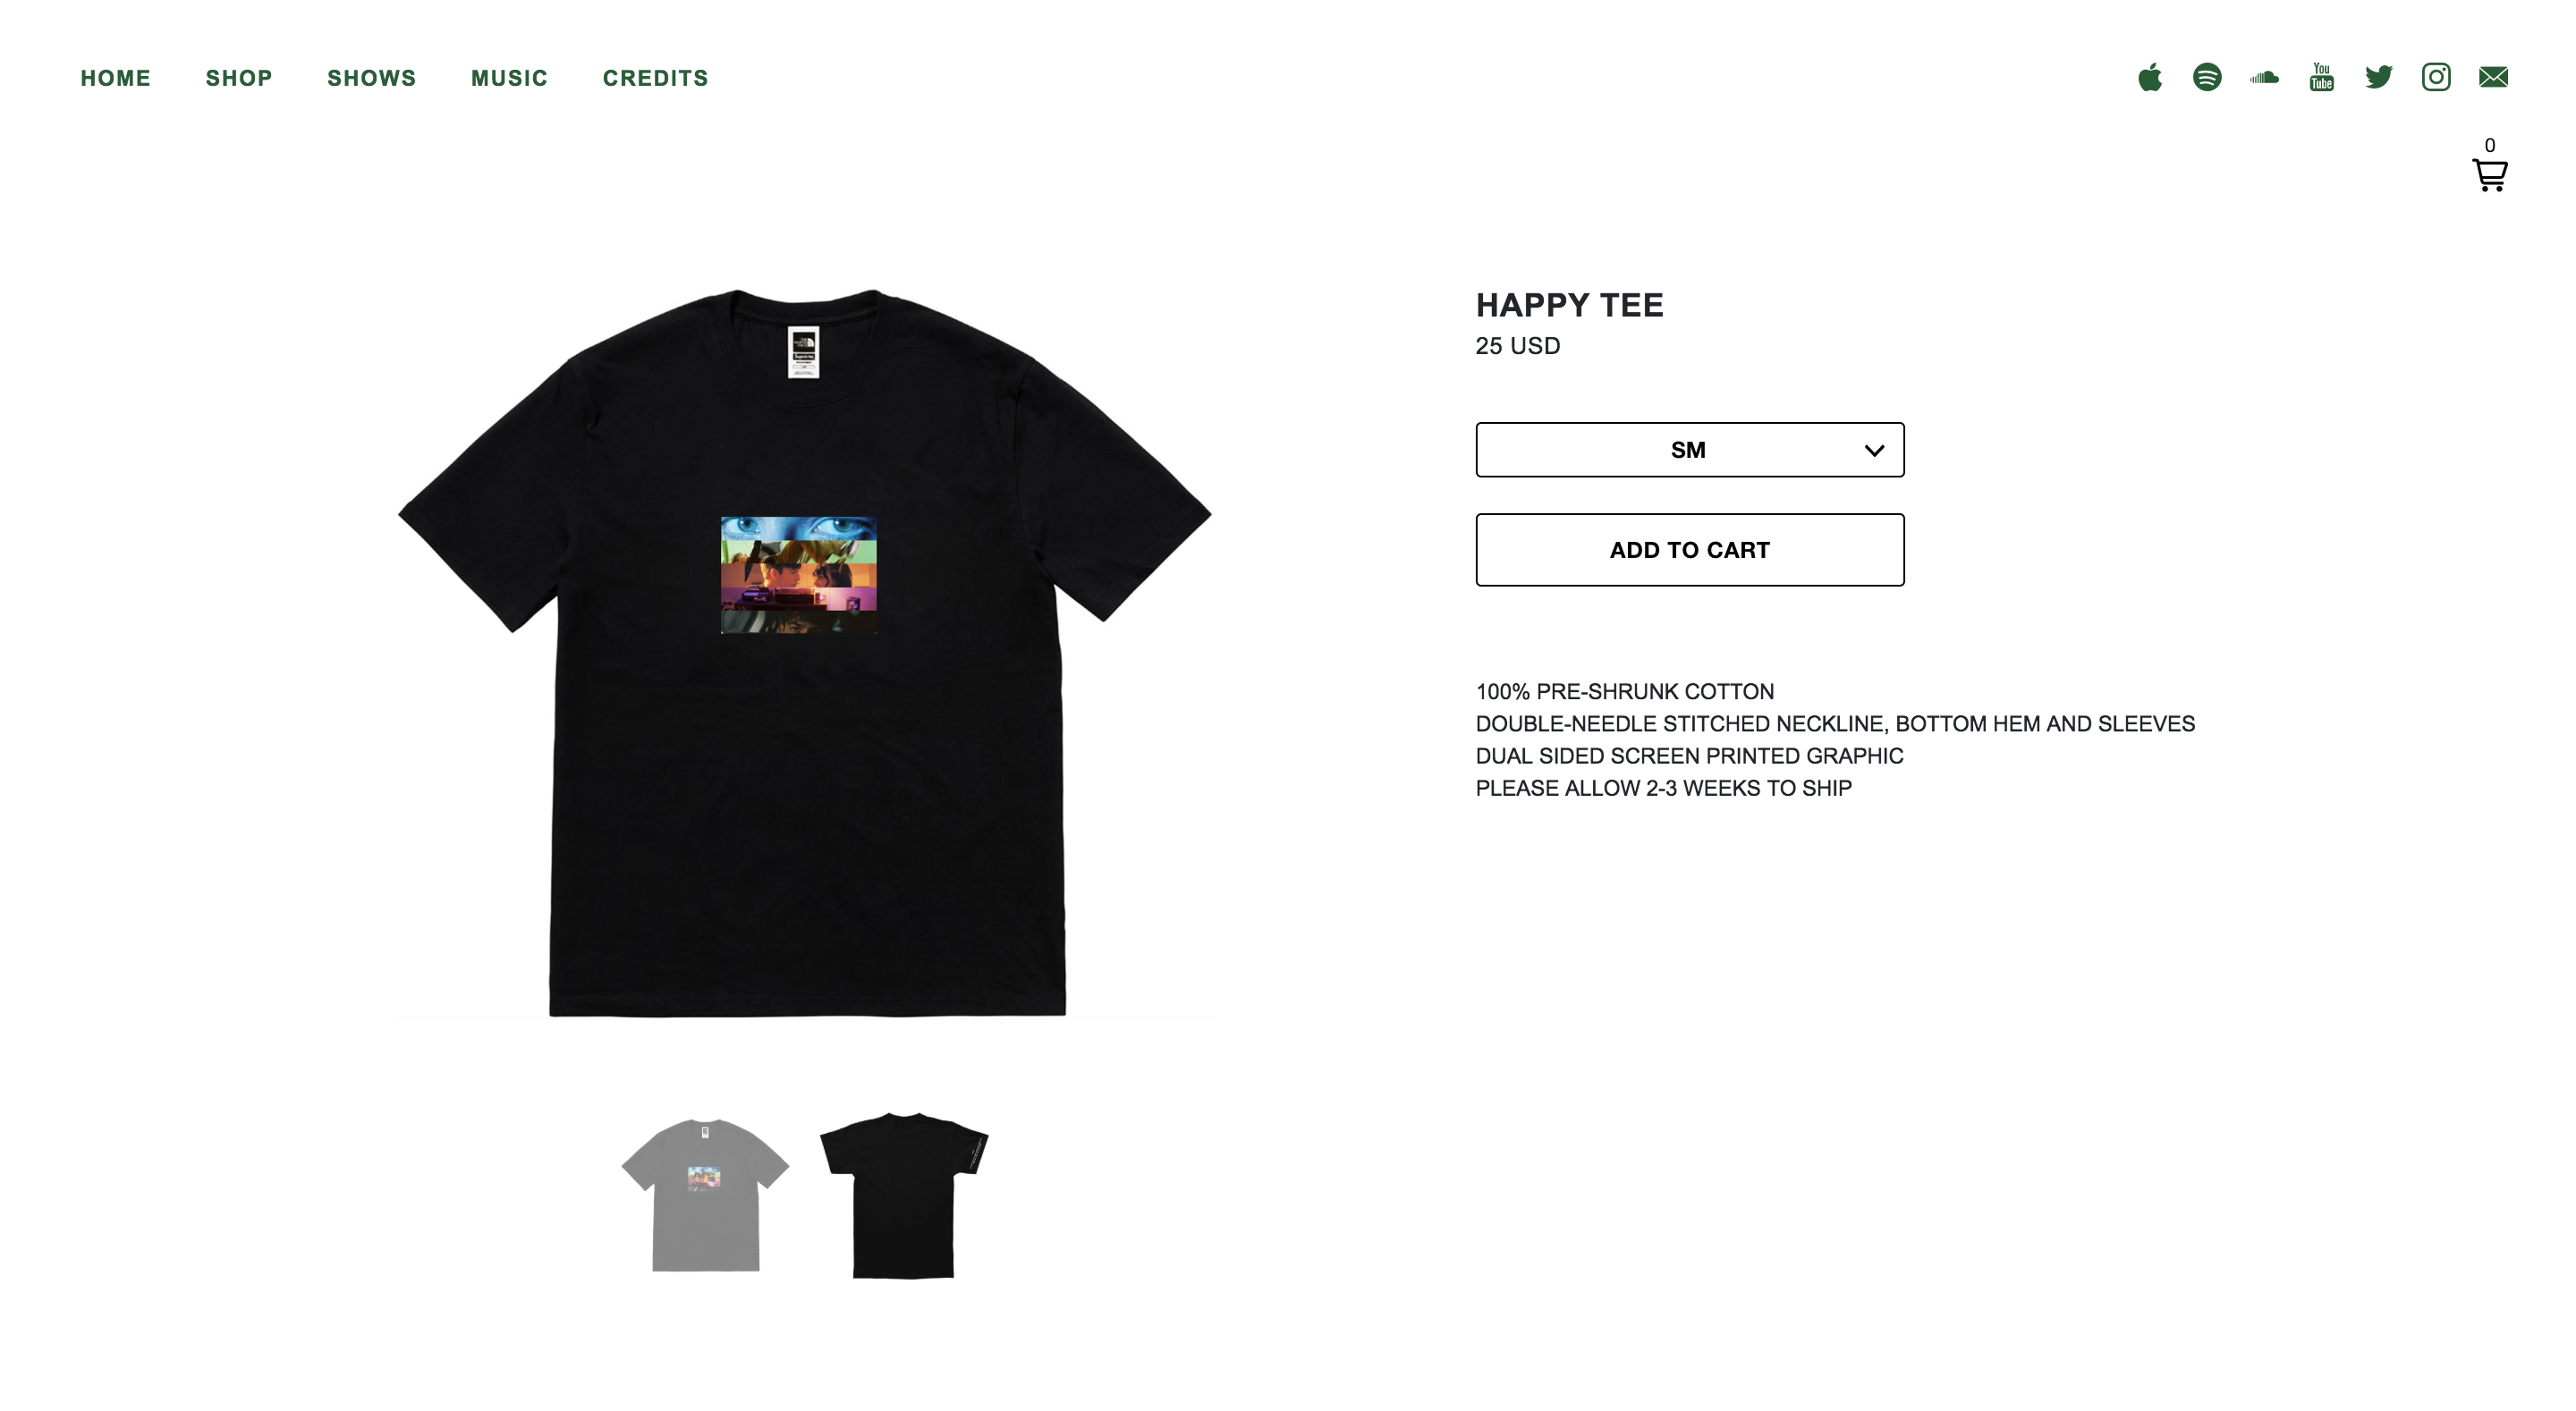 HOME SHOP SHOWS MUSIC CREDITS
You
Tube
0
HAPPY TEE
25 USD
SM
ADD TO CART
100% PRE-SHRUNK COTTON
DOUBLE-NEEDLE STITCHED NECKLINE, BOTTOM HEM AND SLEEVES
DUAL SIDED SCREEN PRINTED GRAPHIC
PLEASE ALLOW 2-3 WEEKS TO SHIP